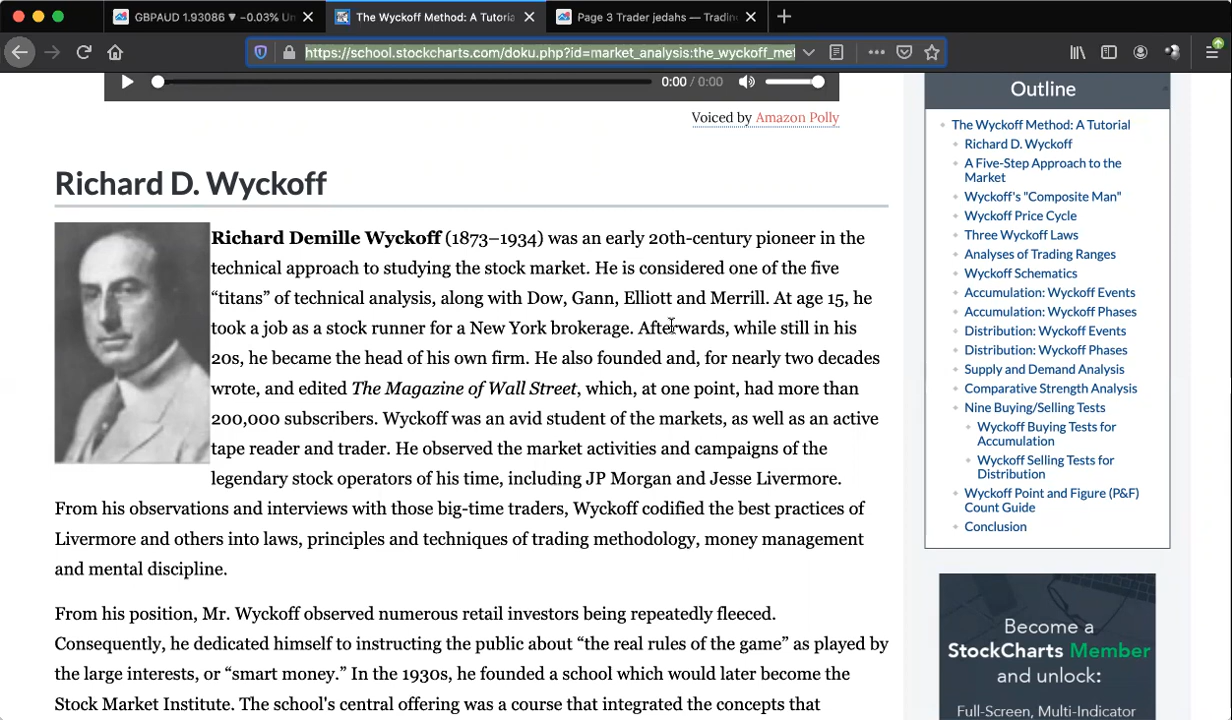 GBPAUD 1.93086 ▼ −0.03% Un
The Wyckoff Method: A Tutoria
Page 3 Trader jedahs — Trading
https://school.stockcharts.com/doku.php?id=market_analysis:the_wyckoff_met
0:00 / 0:00
Voiced by Amazon Polly
Richard D. Wyckoff
Richard Demille Wyckoff (1873–1934) was an early 20th-century pioneer in the
technical approach to studying the stock market. He is considered one of the five
“titans” of technical analysis, along with Dow, Gann, Elliott and Merrill. At age 15, he
took a job as a stock runner for a New York brokerage. Afterwards, while still in his
20s, he became the head of his own firm. He also founded and, for nearly two decades
wrote, and edited The Magazine of Wall Street, which, at one point, had more than
200,000 subscribers. Wyckoff was an avid student of the markets, as well as an active
tape reader and trader. He observed the market activities and campaigns of the
legendary stock operators of his time, including JP Morgan and Jesse Livermore.
From his observations and interviews with those big-time traders, Wyckoff codified the best practices of
Livermore and others into laws, principles and techniques of trading methodology, money management
and mental discipline.
From his position, Mr. Wyckoff observed numerous retail investors being repeatedly fleeced.
Consequently, he dedicated himself to instructing the public about “the real rules of the game” as played by
the large interests, or “smart money.” In the 1930s, he founded a school which would later become the
Stock Market Institute. The school's central offering was a course that integrated the concepts that
Outline
The Wyckoff Method: A Tutorial
Richard D. Wyckoff
A Five-Step Approach to the
Market
Wyckoff's "Composite Man"
Wyckoff Price Cycle
Three Wyckoff Laws
Analyses of Trading Ranges
Wyckoff Schematics
Accumulation: Wyckoff Events
Accumulation: Wyckoff Phases
Distribution: Wyckoff Events
Distribution: Wyckoff Phases
Supply and Demand Analysis
Comparative Strength Analysis
Nine Buying/Selling Tests
Wyckoff Buying Tests for
Accumulation
Wyckoff Selling Tests for
Distribution
Wyckoff Point and Figure (P&F)
Count Guide
Conclusion
Become a
StockCharts Member
and unlock:
Full-Screen, Multi-Indicator